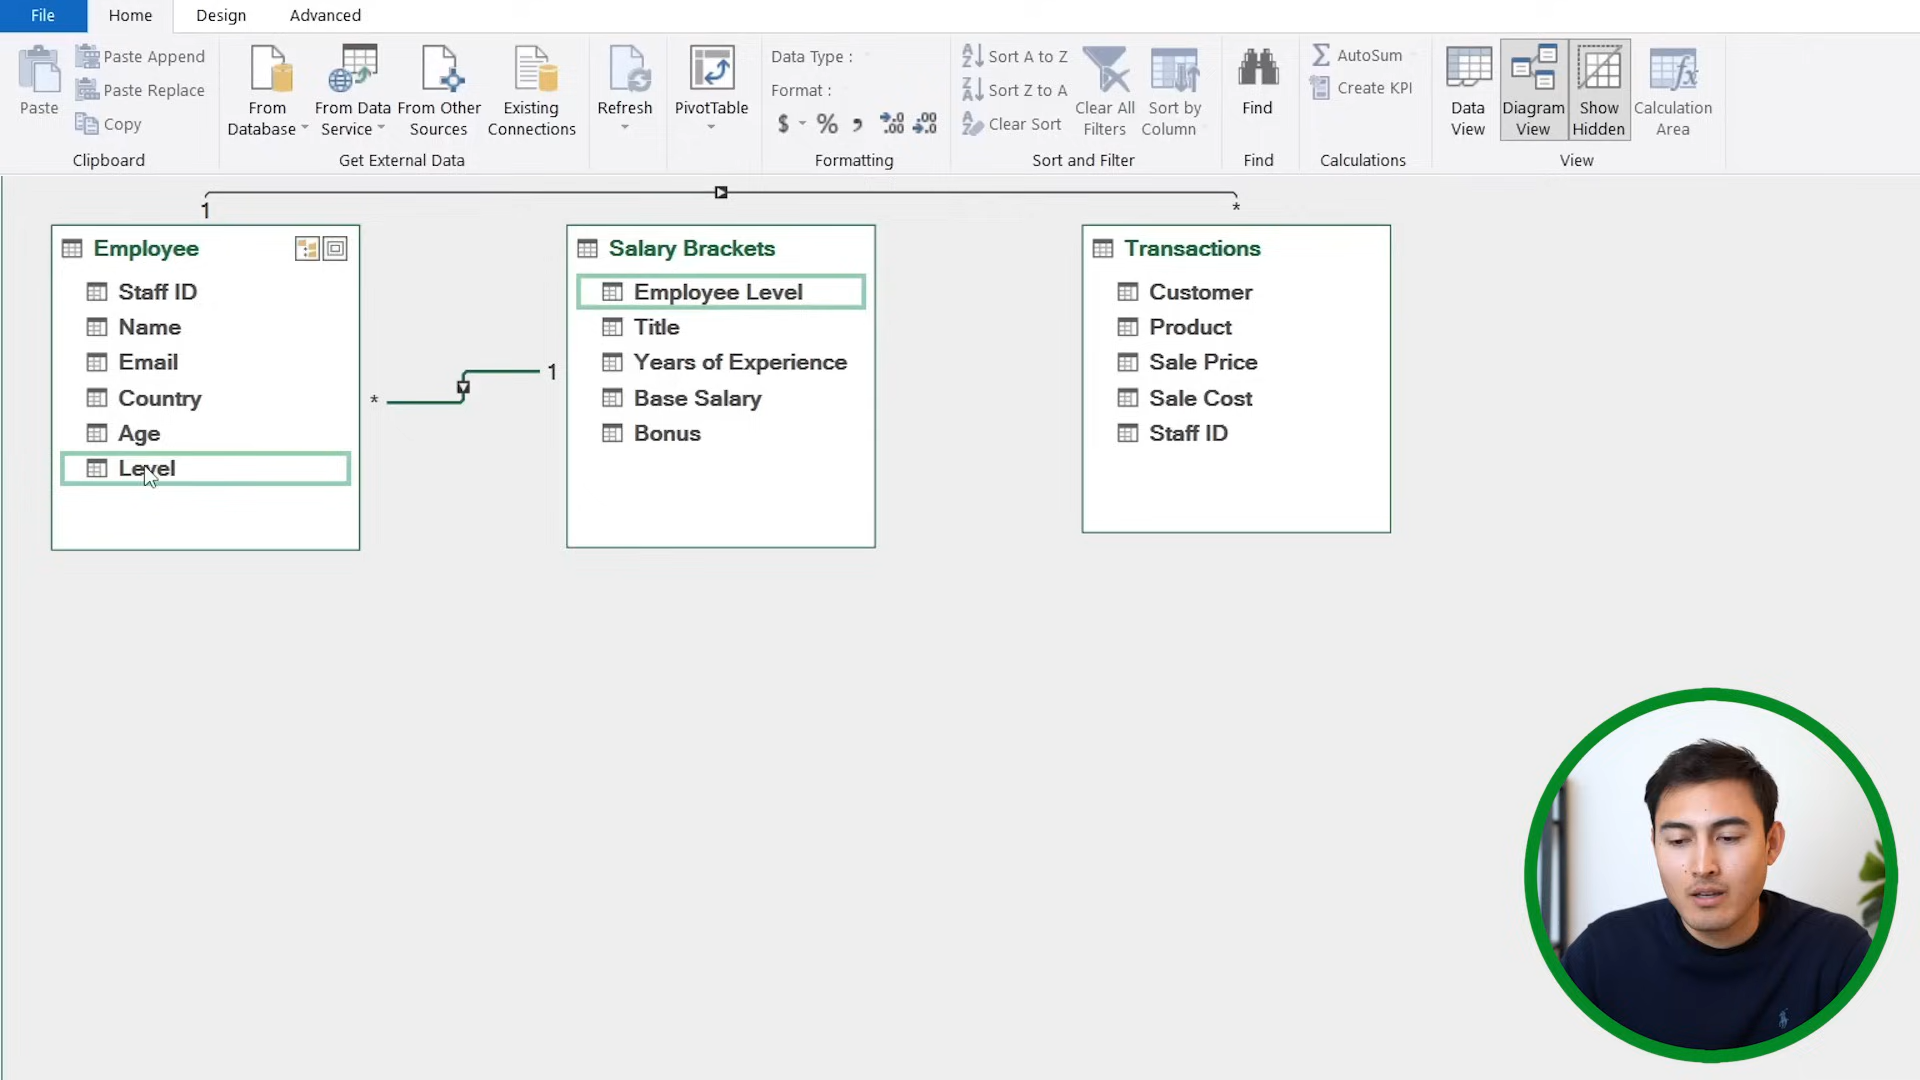 File Home Design Advanced
Paste
Paste Append
Paste Replace
Copy
Clipboard
From
Database
From Data
Service
From Other
Sources
Existing
Connections
Get External Data
Refresh
PivotTable
Data Type :
Format :
$ % ,
Formatting
Sort A to Z
Sort Z to A
Clear Sort
Clear All
Filters
Sort by
Column
Sort and Filter
Find
Find
AutoSum
Create KPI
Calculations
Data
View
Diagram
View
Show
Hidden
Calculation
Area
View
1
*
Employee
Staff ID
Name
Email
Country
Age
Level
*
1
Salary Brackets
Employee Level
Title
Years of Experience
Base Salary
Bonus
Transactions
Customer
Product
Sale Price
Sale Cost
Staff ID